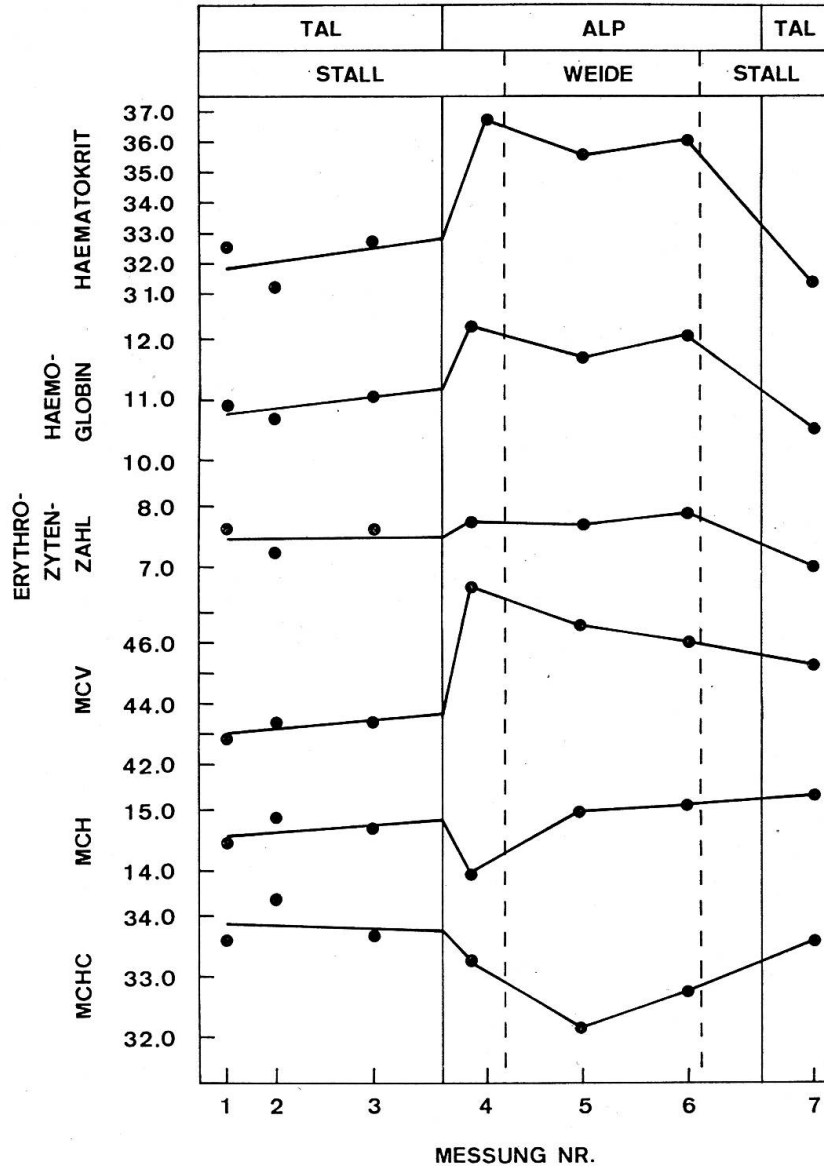 TAL ALP TAL
STALL WEIDE STALL
HAEMATOKRIT
37.0
36.0
35.0
34.0
33.0
32.0
31.0
HAEMO-
GLOBIN
12.0
11.0
10.0
ERYTHRO-
ZYTEN-
ZAHL
8.0
7.0
MCV
46.0
44.0
42.0
MCH
15.0
14.0
MCHC
34.0
33.0
32.0
1 2 3 4 5 6 7
MESSUNG NR.